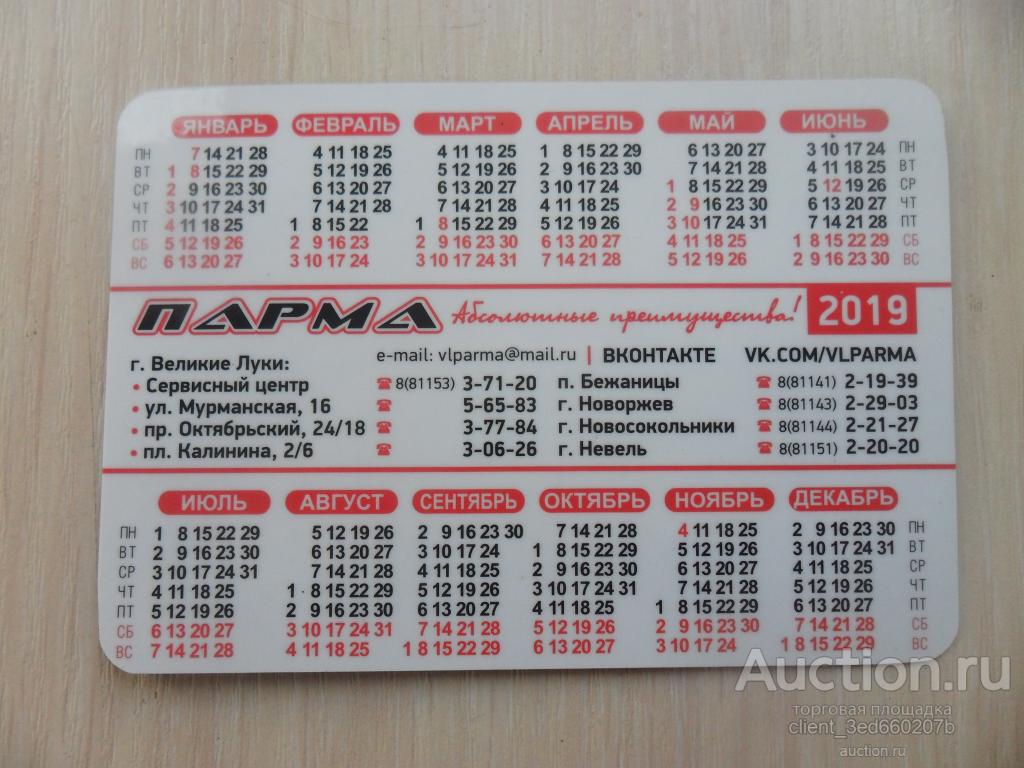 ЯНВАРЬ ФЕВРАЛЬ МАРТ АПРЕЛЬ МАЙ ИЮНЬ
ПН 7 14 21 28 4 11 18 25 4 11 18 25 1 8 15 22 29 6 13 20 27 3 10 17 24 ПН
ВТ 1 8 15 22 29 5 12 19 26 5 12 19 26 2 9 16 23 30 7 14 21 28 4 11 18 25 ВТ
СР 2 9 16 23 30 6 13 20 27 6 13 20 27 3 10 17 24 1 8 15 22 29 5 12 19 26 СР
ЧТ 3 10 17 24 31 7 14 21 28 7 14 21 28 4 11 18 25 2 9 16 23 30 6 13 20 27 ЧТ
ПТ 4 11 18 25 1 8 15 22 1 8 15 22 29 5 12 19 26 3 10 17 24 31 7 14 21 28 ПТ
СБ 5 12 19 26 2 9 16 23 2 9 16 23 30 6 13 20 27 4 11 18 25 1 8 15 22 29 СБ
ВС 6 13 20 27 3 10 17 24 3 10 17 24 31 7 14 21 28 5 12 19 26 2 9 16 23 30 ВС
ПАРМА Абсолютные преимущества! 2019
г. Великие Луки: e-mail: vlparma@mail.ru | ВКОНТАКТЕ VK.COM/VLPARMA
• Сервисный центр ☎ 8(81153) 3-71-20 п. Бежаницы ☎ 8(81141) 2-19-39
• ул. Мурманская, 16 ☎ 5-65-83 г. Новоржев ☎ 8(81143) 2-29-03
• пр. Октябрьский, 24/18 ☎ 3-77-84 г. Новосокольники ☎ 8(81144) 2-21-27
• пл. Калинина, 2/6 ☎ 3-06-26 г. Невель ☎ 8(81151) 2-20-20
ИЮЛЬ АВГУСТ СЕНТЯБРЬ ОКТЯБРЬ НОЯБРЬ ДЕКАБРЬ
ПН 1 8 15 22 29 5 12 19 26 2 9 16 23 30 7 14 21 28 4 11 18 25 2 9 16 23 30 ПН
ВТ 2 9 16 23 30 6 13 20 27 3 10 17 24 1 8 15 22 29 5 12 19 26 3 10 17 24 31 ВТ
СР 3 10 17 24 31 7 14 21 28 4 11 18 25 2 9 16 23 30 6 13 20 27 4 11 18 25 СР
ЧТ 4 11 18 25 1 8 15 22 29 5 12 19 26 3 10 17 24 31 7 14 21 28 5 12 19 26 ЧТ
ПТ 5 12 19 26 2 9 16 23 30 6 13 20 27 4 11 18 25 1 8 15 22 29 6 13 20 27 ПТ
СБ 6 13 20 27 3 10 17 24 31 7 14 21 28 5 12 19 26 2 9 16 23 30 7 14 21 28 СБ
ВС 7 14 21 28 4 11 18 25 1 8 15 22 29 6 13 20 27 3 10 17 24 1 8 15 22 29 ВС
Auction.ru
торговая площадка
client_3ed660207b
auction.ru